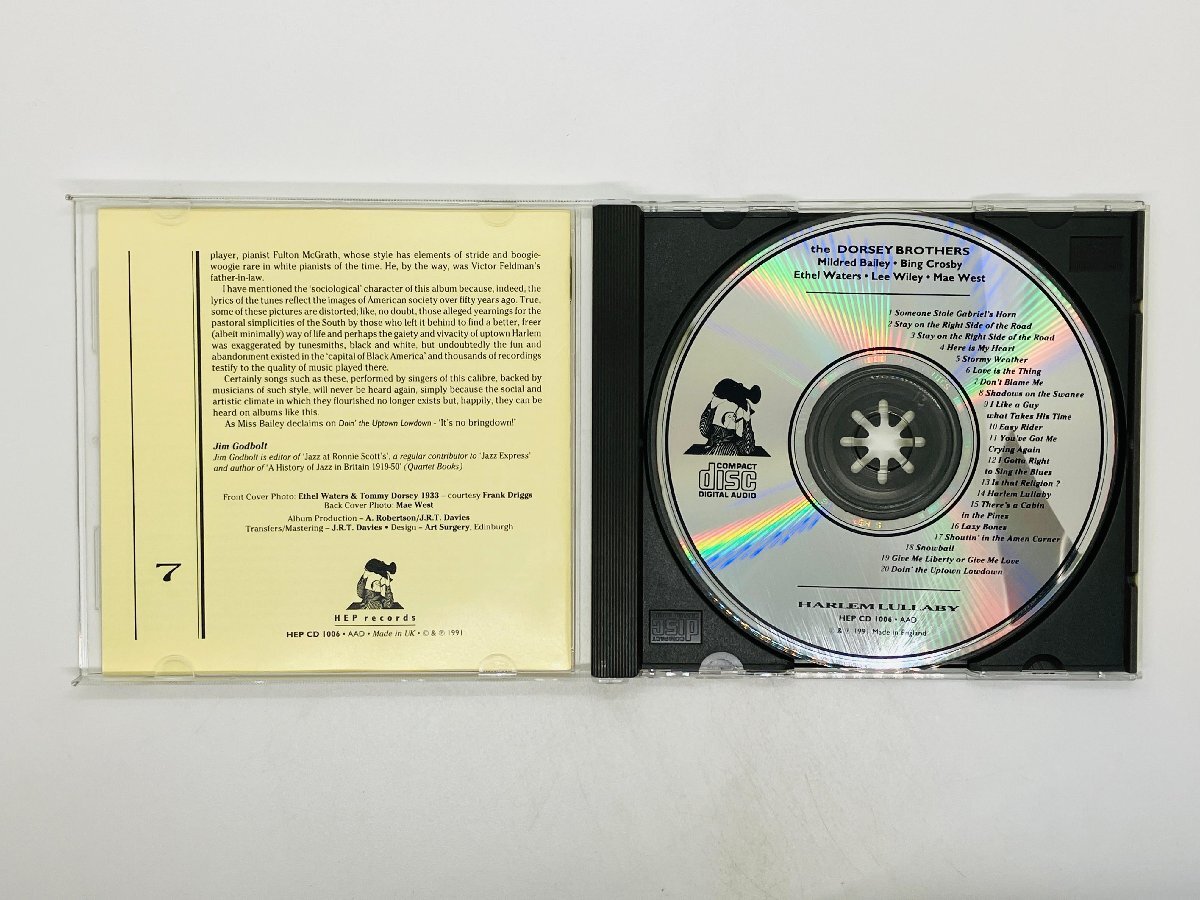 player, pianist Fulton McGrath, whose style has elements of stride and boogie-
woogie rare in white pianists of the time. He, by the way, was Victor Feldman's
father-in-law.
I have mentioned the 'sociological' character of this album because, indeed, the
lyrics of the tunes reflect the images of American society over fifty years ago. True,
some of these pictures are distorted; like, no doubt, those alleged yearnings for the
pastoral simplicities of the South by those who left it behind to find a better, freer
(albeit minimally) way of life and perhaps the gaiety and vivacity of uptown Harlem
was exaggerated by tunesmiths, black and white, but undoubtedly the fun and
abandonment existed in the 'capital of Black America' and thousands of recordings
testify to the quality of music played there.
Certainly songs such as these, performed by singers of this calibre, backed by
musicians of such style, will never be heard again, simply because the social and
artistic climate in which they flourished no longer exists but, happily, they can be
heard on albums like this.
As Miss Bailey declaims on Doin' the Uptown Lowdown - 'It's no bringdown!'
Jim Godbolt
Jim Godbolt is editor of 'Jazz at Ronnie Scott's', a regular contributor to 'Jazz Express'
and author of 'A History of Jazz in Britain 1919-50' (Quartet Books)
Front Cover Photo: Ethel Waters & Tommy Dorsey 1933 – courtesy Frank Driggs
Back Cover Photo: Mae West
Album Production – A. Robertson/J.R.T. Davies
Transfers/Mastering – J.R.T. Davies • Design – Art Surgery, Edinburgh
7
HEP records
HEP CD 1006 • AAD • Made in UK • © & ℗ 1991
the DORSEY BROTHERS
Mildred Bailey • Bing Crosby
Ethel Waters • Lee Wiley • Mae West
1 Someone Stole Gabriel's Horn
2 Stay on the Right Side of the Road
3 Stay on the Right Side of the Road
4 Here is My Heart
5 Stormy Weather
6 Love is the Thing
7 Don't Blame Me
8 Shadows on the Swanee
9 I Like a Guy
what Takes His Time
10 Easy Rider
11 You've Got Me
Crying Again
12 I Gotta Right
to Sing the Blues
13 Is that Religion ?
14 Harlem Lullaby
15 There's a Cabin
in the Pines
16 Lazy Bones
17 Shoutin' in the Amen Corner
18 Snowball
19 Give Me Liberty or Give Me Love
20 Doin' the Uptown Lowdown
COMPACT
disc
DIGITAL AUDIO
HARLEM LULLABY
HEP CD 1006 • AAD
© & ℗ 1991 Made in England